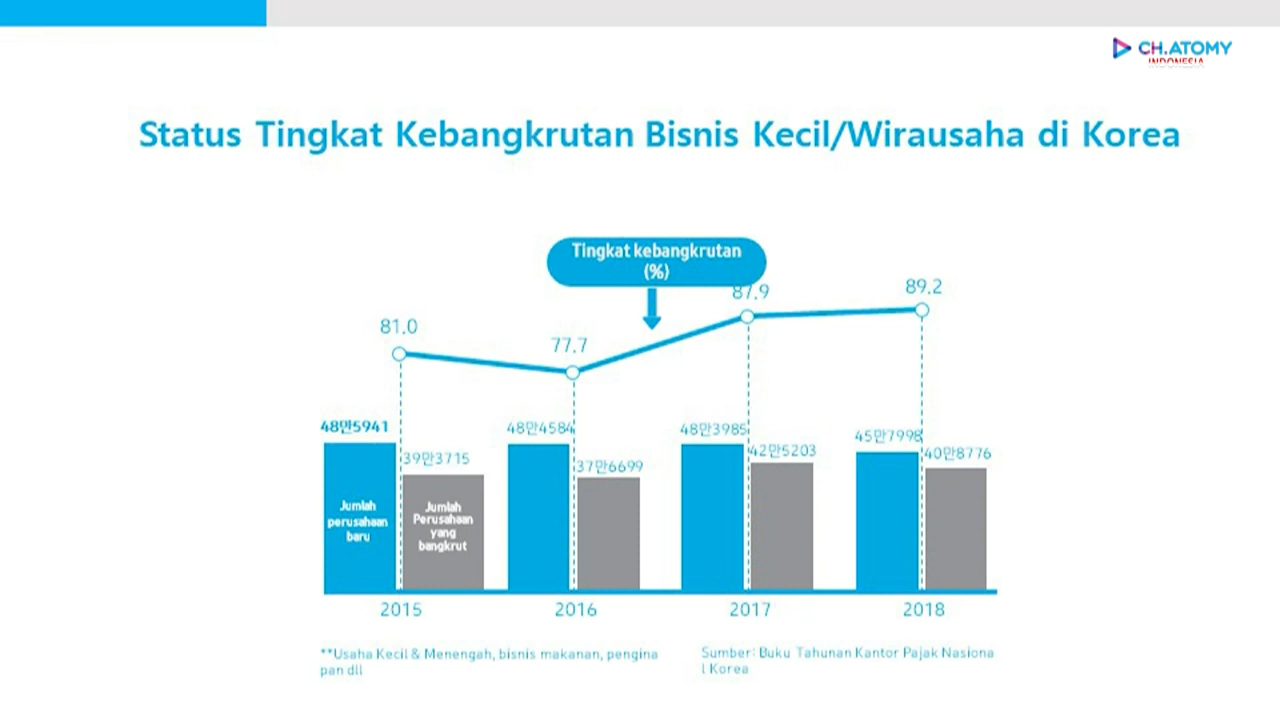 CH.ATOMY
INDONESIA
Status Tingkat Kebangkrutan Bisnis Kecil/Wirausaha di Korea
Tingkat kebangkrutan
(%)
81.0
77.7
87.9
89.2
48만5941
39만3715
48만4584
37만6699
48만3985
42만5203
45만7998
40만8776
Jumlah
perusahaan
baru
Jumlah
Perusahaan
yang
bangkrut
2015
2016
2017
2018
**Usaha Kecil & Menengah, bisnis makanan, pengina
pan dll
Sumber: Buku Tahunan Kantor Pajak Nasiona
l Korea